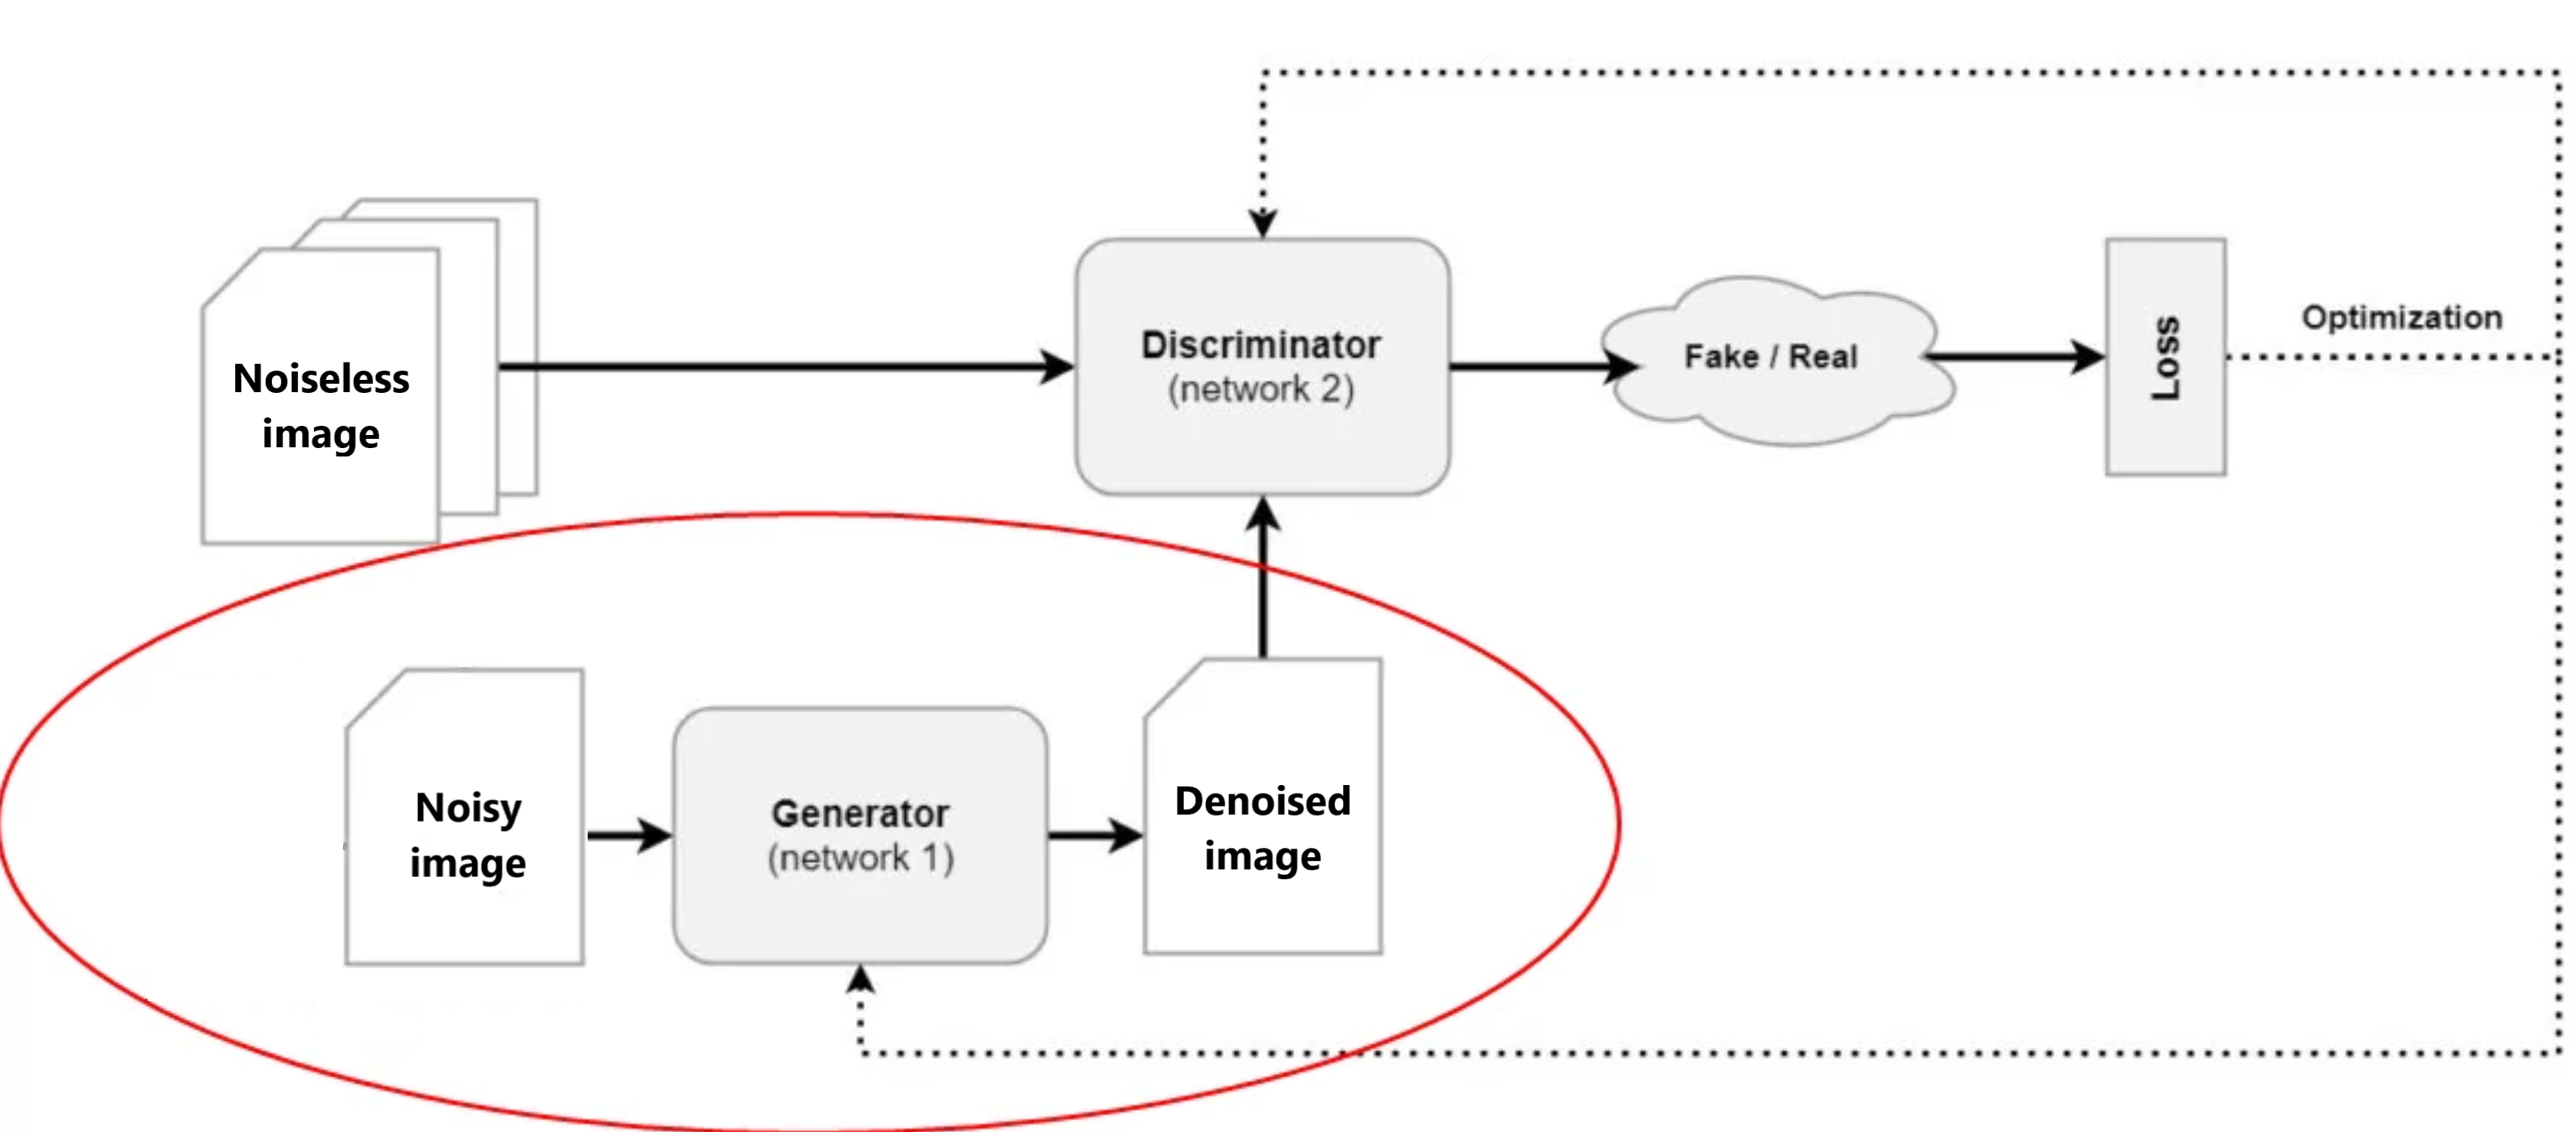 Noiseless
image
Discriminator
(network 2)
Fake / Real
Loss
Optimization
Noisy
image
Generator
(network 1)
Denoised
image